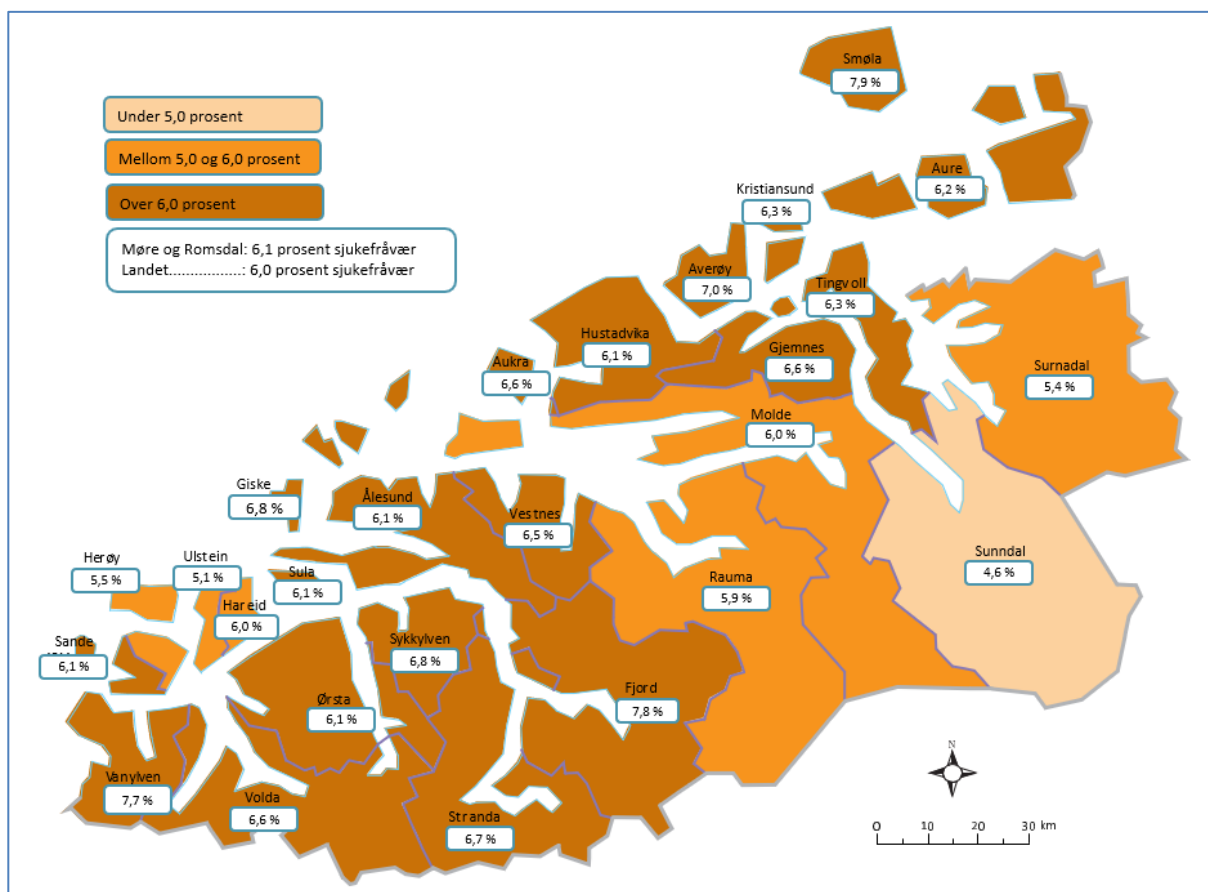 Smøla
7,9 %
Under 5,0 prosent
Mellom 5,0 og 6,0 prosent
Over 6,0 prosent
Møre og Romsdal: 6,1 prosent sjukefråvær
Landet.................: 6,0 prosent sjukefråvær
Aure
6,2 %
Kristiansund
6,3 %
Averøy
7,0 %
Tingvoll
6,3 %
Hustadvika
6,1 %
Gjemnes
6,6 %
Aukra
6,6 %
Surnadal
5,4 %
Molde
6,0 %
Giske
6,8 %
Ålesund
6,1 %
Vestnes
6,5 %
Herøy
5,5 %
Ulstein
5,1 %
Sula
6,1 %
Hareid
6,0 %
Rauma
5,9 %
Sunndal
4,6 %
Sande
6,1 %
Sykkylven
6,8 %
Ørsta
6,1 %
Fjord
7,8 %
Vanylven
7,7 %
Volda
6,6 %
Stranda
6,7 %
N
0 10 20 30 km